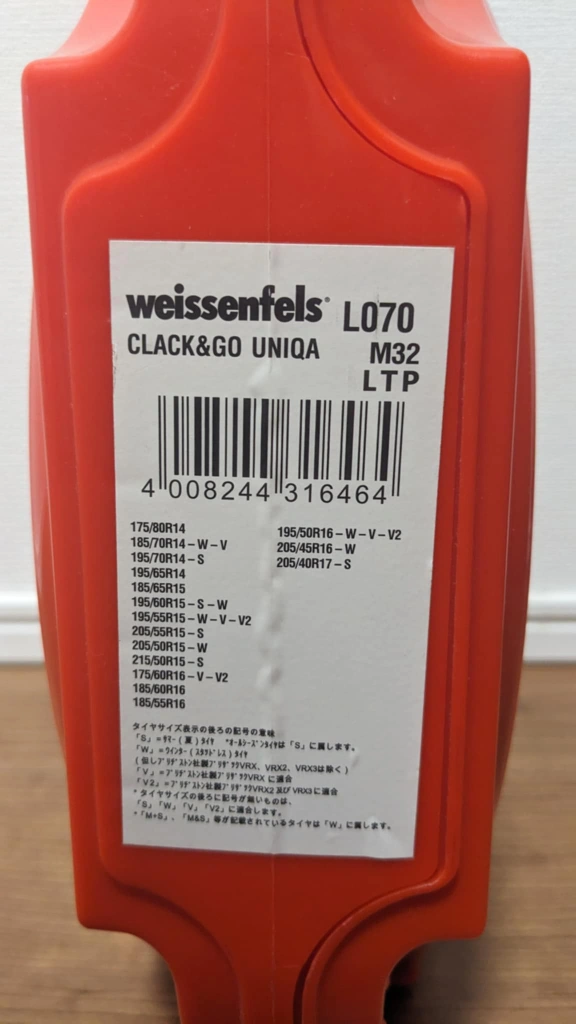 weissenfels® L070
CLACK&GO UNIQA M32
LTP
4 008244 316464
175/80R14
185/70R14-W-V
195/70R14-S
195/65R14
185/65R15
195/60R15-S-W
195/55R15-W-V-V2
205/55R15-S
205/50R15-W
215/50R15-S
175/60R16-V-V2
185/60R16
185/55R16
195/50R16-W-V-V2
205/45R16-W
205/40R17-S
タイヤサイズ表示の後ろの記号の意味
「S」=ｻﾏｰ(夏)ﾀｲﾔ *ｵｰﾙｼｰｽﾞﾝﾀｲﾔは「S」に属します。
「W」=ｳｲﾝﾀｰ(ｽﾀｯﾄﾞﾚｽ)ﾀｲﾔ
(但しﾌﾞﾘﾁﾞｽﾄﾝ社製ﾌﾞﾘｻﾞｯｸVRX、VRX2、VRX3は除く)
「V」=ﾌﾞﾘﾁﾞｽﾄﾝ社製ﾌﾞﾘｻﾞｯｸVRXに適合
「V2」=ﾌﾞﾘﾁﾞｽﾄﾝ社製ﾌﾞﾘｻﾞｯｸVRX2及びVRX3に適合
*タイヤサイズの後ろに記号が無いものは、
「S」「W」「V」「V2」に適合します。
*「M+S」、「M&S」等が記載されているタイヤは「W」に属します。